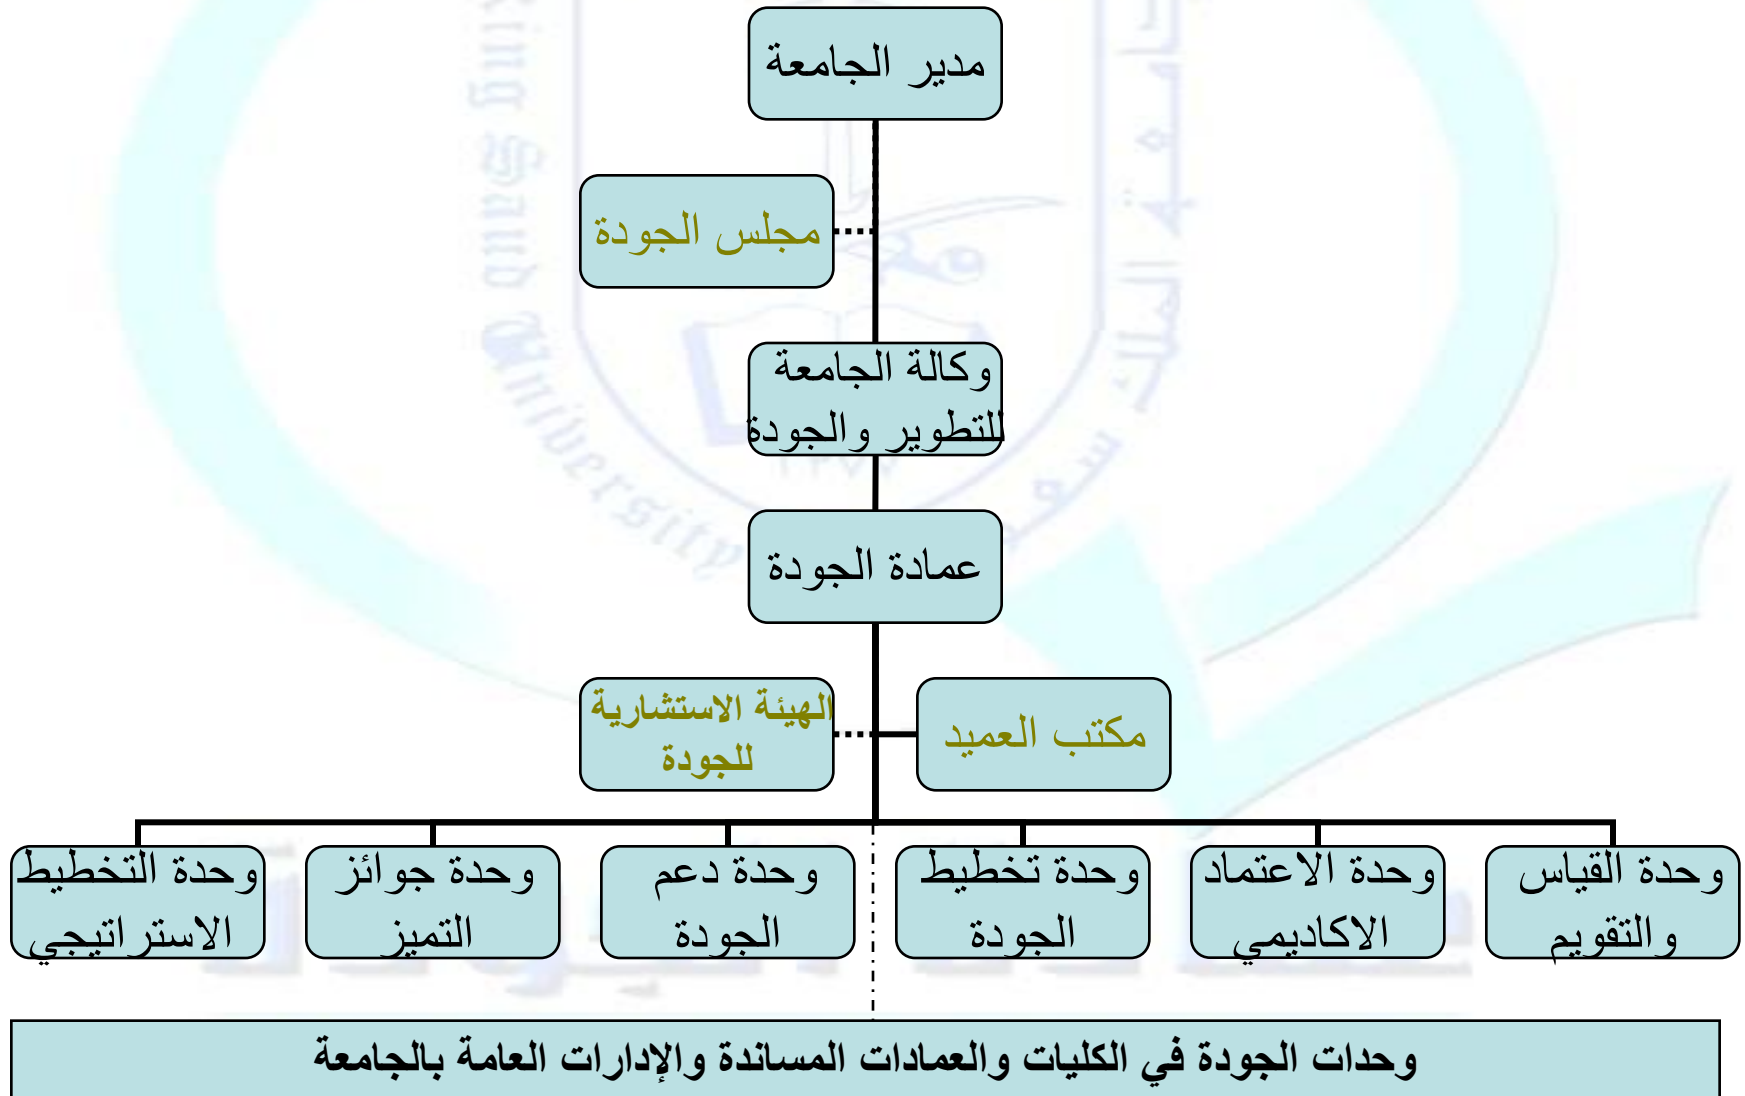 مدير الجامعة
مجلس الجودة
وكالة الجامعة
للتطوير والجودة
عمادة الجودة
مكتب العميد
الهيئة الاستشارية
للجودة
وحدة القياس
والتقويم
وحدة الاعتماد
الاكاديمي
وحدة تخطيط
الجودة
وحدة دعم
الجودة
وحدة جوائز
التميز
وحدة التخطيط
الاستراتيجي
وحدات الجودة في الكليات والعمادات المساندة والإدارات العامة بالجامعة
University